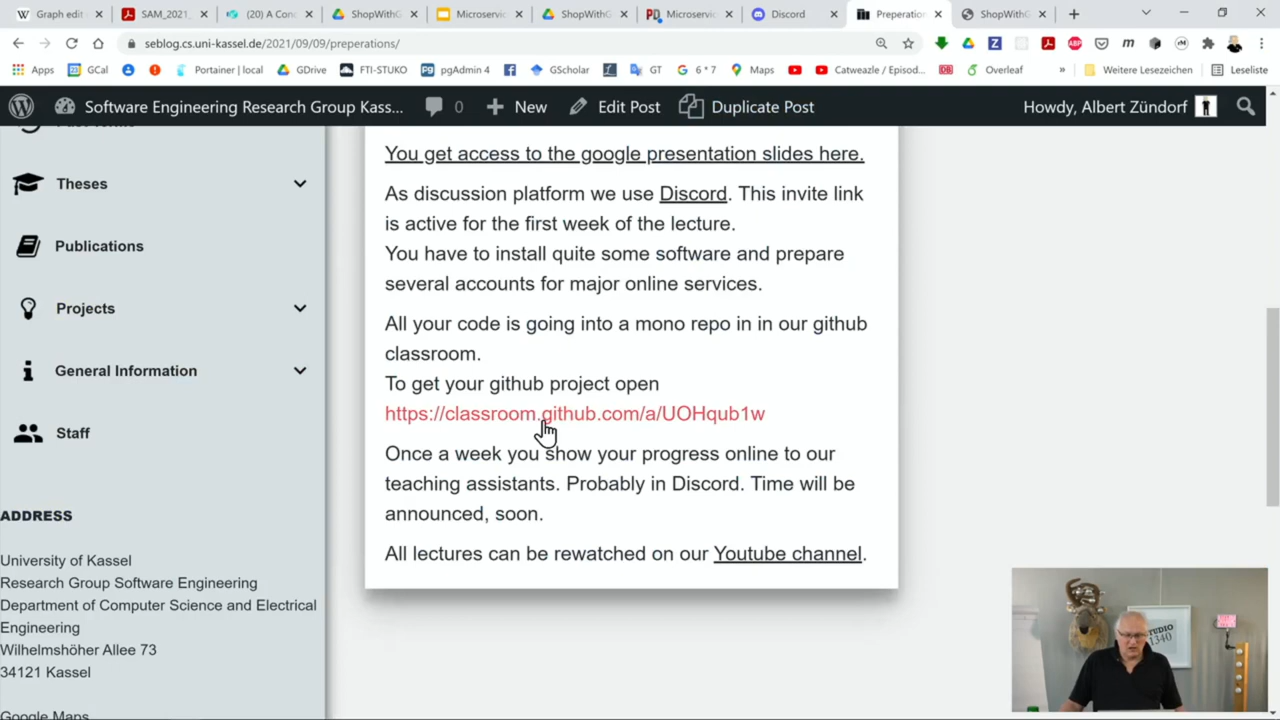 Graph edit
SAM_2021_
(20) A Con
ShopWithG
Microservic
ShopWithG
Microservic
Discord
Preperation
ShopWithG
seblog.cs.uni-kassel.de/2021/09/09/preperations/
Apps
GCal
Portainer | local
GDrive
FTI-STUKO
pgAdmin 4
GScholar
GT
6 * 7
Maps
Catweazle / Episod...
Overleaf
»
Weitere Lesezeichen
Leseliste
Software Engineering Research Group Kass...
0
New
Edit Post
Duplicate Post
Howdy, Albert Zündorf
Theses
Publications
Projects
General Information
Staff
ADDRESS
University of Kassel
Research Group Software Engineering
Department of Computer Science and Electrical
Engineering
Wilhelmshöher Allee 73
34121 Kassel
Google Maps
You get access to the google presentation slides here.
As discussion platform we use Discord. This invite link
is active for the first week of the lecture.
You have to install quite some software and prepare
several accounts for major online services.
All your code is going into a mono repo in in our github
classroom.
To get your github project open
https://classroom.github.com/a/UOHqub1w
Once a week you show your progress online to our
teaching assistants. Probably in Discord. Time will be
announced, soon.
All lectures can be rewatched on our Youtube channel.
STUDIO
1340